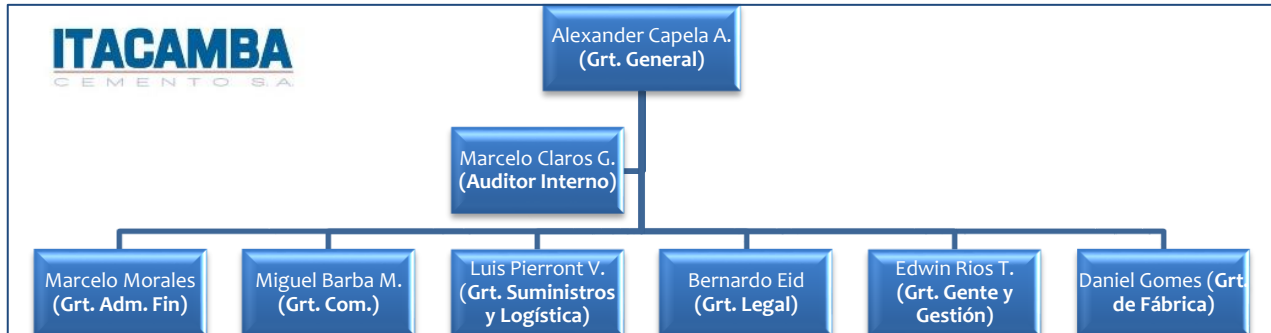 ITACAMBA
CEMENTO S.A.
Alexander Capela A.
(Grt. General)
Marcelo Claros G.
(Auditor Interno)
Marcelo Morales
(Grt. Adm. Fin)
Miguel Barba M.
(Grt. Com.)
Luis Pierront V.
(Grt. Suministros
y Logística)
Bernardo Eid
(Grt. Legal)
Edwin Rios T.
(Grt. Gente y
Gestión)
Daniel Gomes (Grt.
de Fábrica)